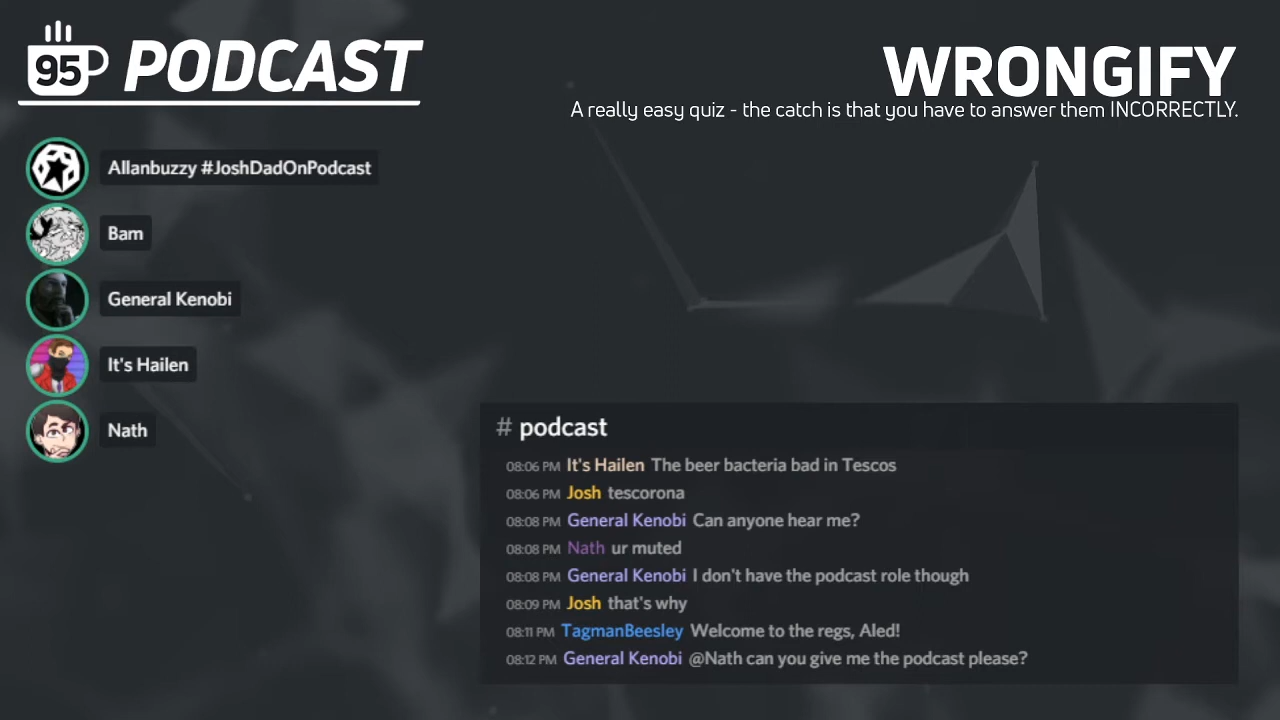 95 PODCAST
WRONGIFY
A really easy quiz - the catch is that you have to answer them INCORRECTLY.
Allanbuzzy #JoshDadOnPodcast
Bam
General Kenobi
It's Hailen
Nath
# podcast
08:06 PM It's Hailen The beer bacteria bad in Tescos
08:06 PM Josh tescorona
08:08 PM General Kenobi Can anyone hear me?
08:08 PM Nath ur muted
08:08 PM General Kenobi I don't have the podcast role though
08:09 PM Josh that's why
08:11 PM TagmanBeesley Welcome to the regs, Aled!
08:12 PM General Kenobi @Nath can you give me the podcast please?